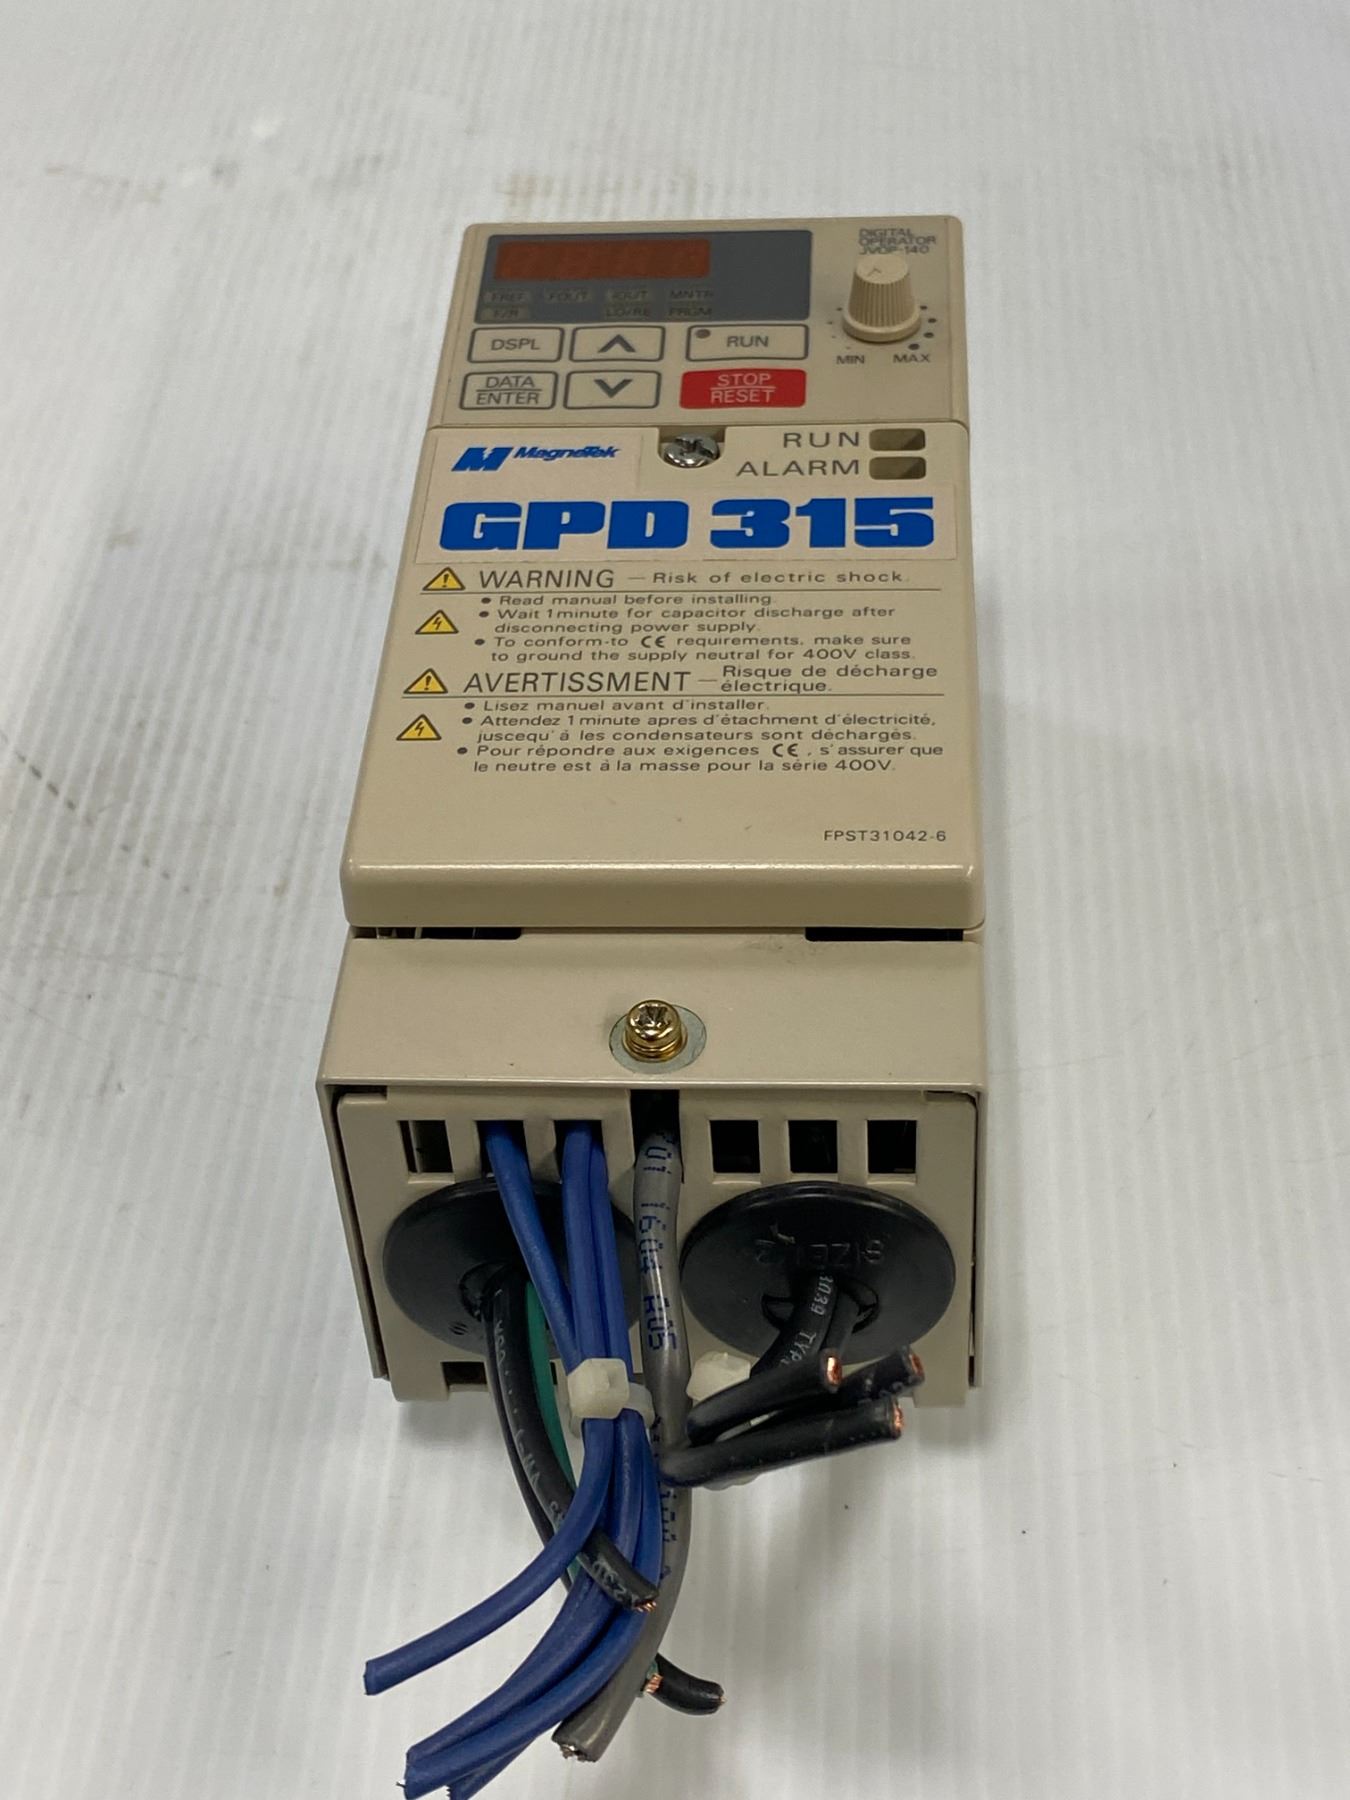 DIGITAL
OPERATOR
JVOP-140
FREF FOUT IOUT MNTR
F/R LO/RE PRGM
DSPL RUN
DATA
ENTER
STOP
RESET
MIN MAX
RUN
ALARM
MagneTek
GPD 315
WARNING — Risk of electric shock.
• Read manual before installing.
• Wait 1 minute for capacitor discharge after
disconnecting power supply.
• To conform-to CE requirements, make sure
to ground the supply neutral for 400V class.
AVERTISSMENT — Risque de décharge
électrique.
• Lisez manuel avant d'installer.
• Attendez 1 minute apres d'étachment d'électricité,
juscequ' à les condensateurs sont déchargés.
• Pour répondre aux exigences CE, s'assurer que
le neutre est à la masse pour la série 400V.
FPST31042-6
1604
SIZE